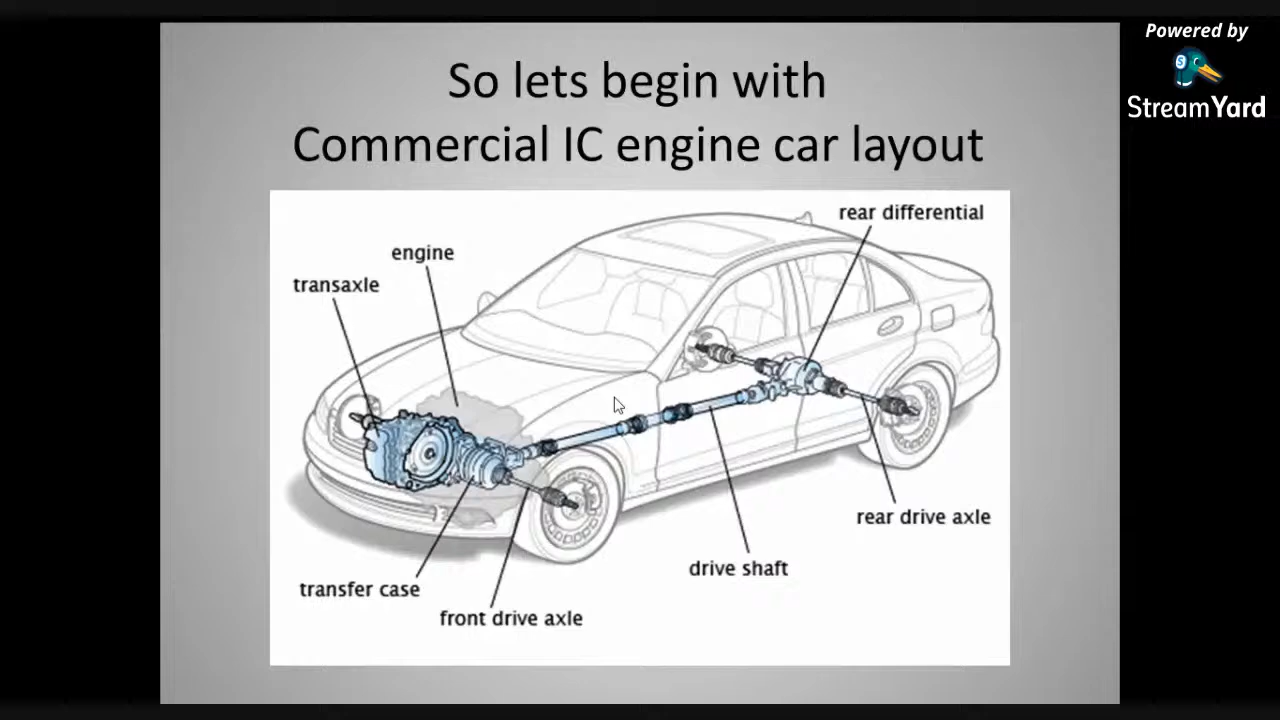 Powered by
StreamYard
So lets begin with
Commercial IC engine car layout
rear differential
engine
transaxle
rear drive axle
drive shaft
transfer case
front drive axle